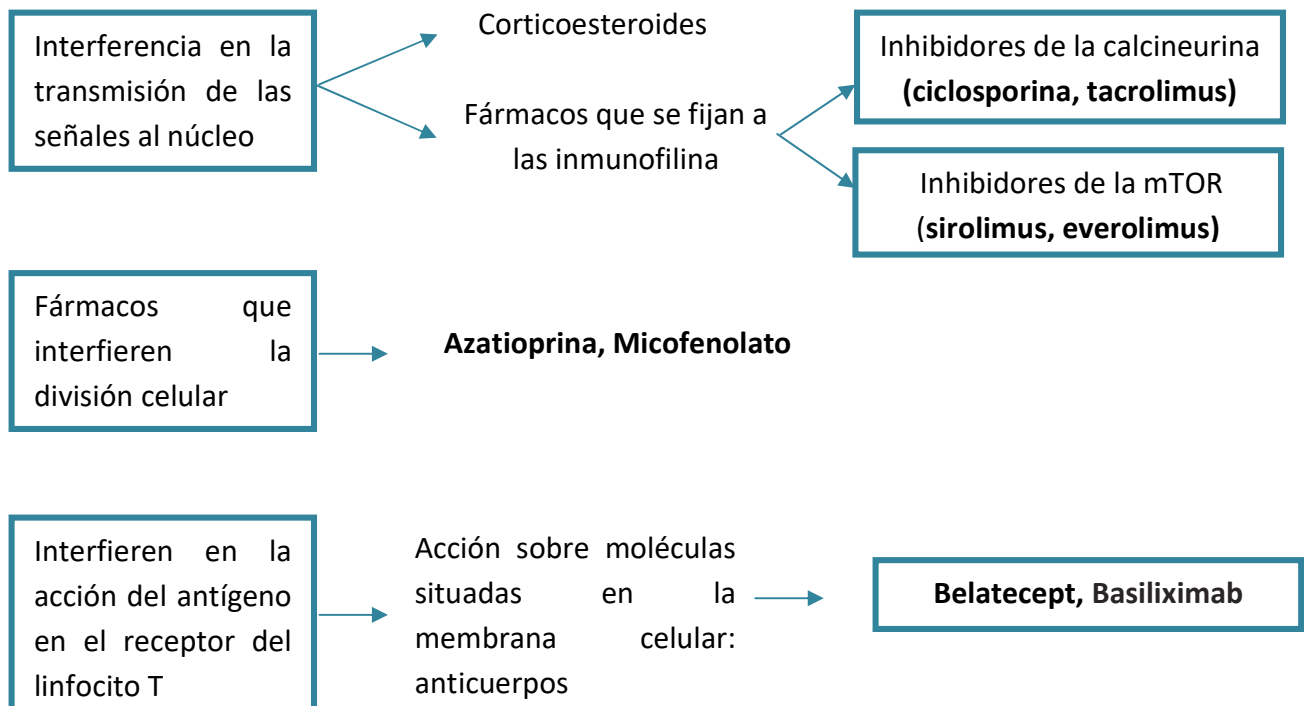 Interferencia en la
transmisión de las
señales al núcleo
Corticoesteroides
Fármacos que se fijan a
las inmunofilina
Inhibidores de la calcineurina
(ciclosporina, tacrolimus)
Inhibidores de la mTOR
(sirolimus, everolimus)
Fármacos que
interfieren la
división celular
Azatioprina, Micofenolato
Interfieren en la
acción del antígeno
en el receptor del
linfocito T
Acción sobre moléculas
situadas en la
membrana celular:
anticuerpos
Belatecept, Basiliximab